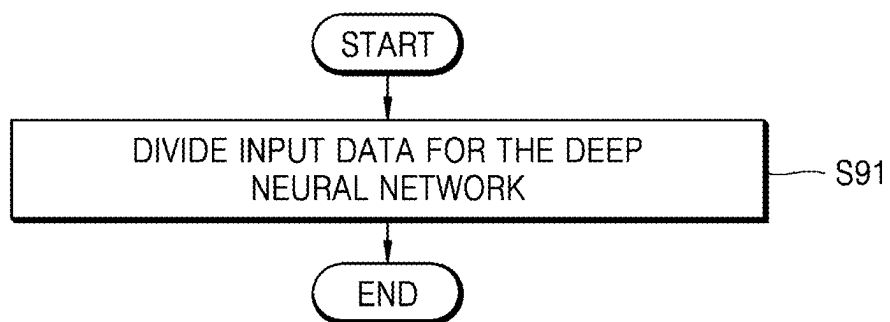 START
DIVIDE INPUT DATA FOR THE DEEP
NEURAL NETWORK
S91
END